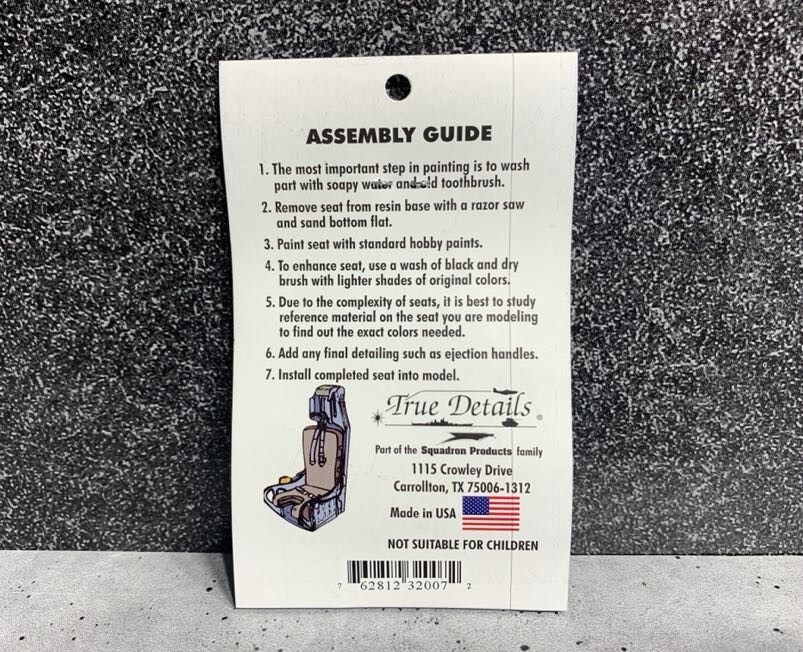 ASSEMBLY GUIDE
1. The most important step in painting is to wash
part with soapy water and old toothbrush.
2. Remove seat from resin base with a razor saw
and sand bottom flat.
3. Paint seat with standard hobby paints.
4. To enhance seat, use a wash of black and dry
brush with lighter shades of original colors.
5. Due to the complexity of seats, it is best to study
reference material on the seat you are modeling
to find out the exact colors needed.
6. Add any final detailing such as ejection handles.
7. Install completed seat into model.
True Details ®
Part of the Squadron Products family
1115 Crowley Drive
Carrollton, TX 75006-1312
Made in USA
NOT SUITABLE FOR CHILDREN
7 62812 32007 2